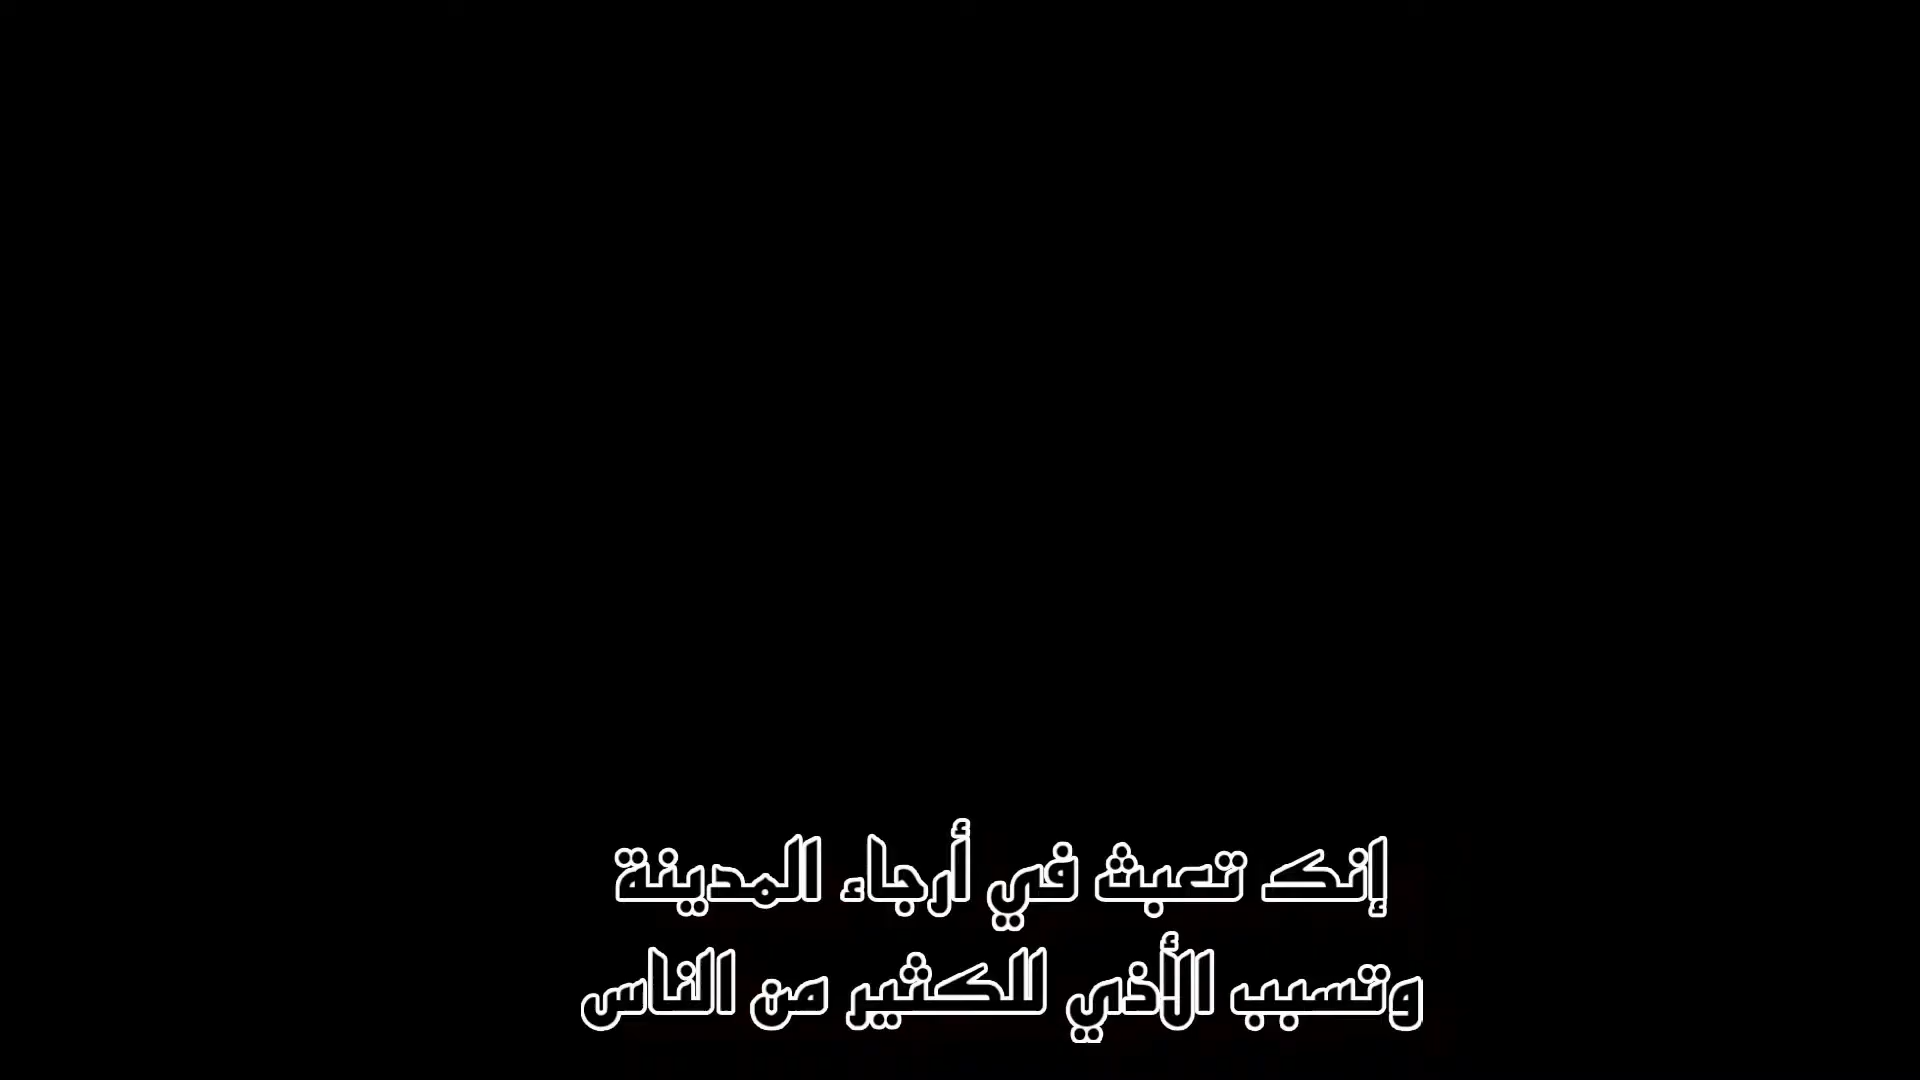 إنك تعبث في أرجاء المدينة
وتسبب الأذي للكثير من الناس